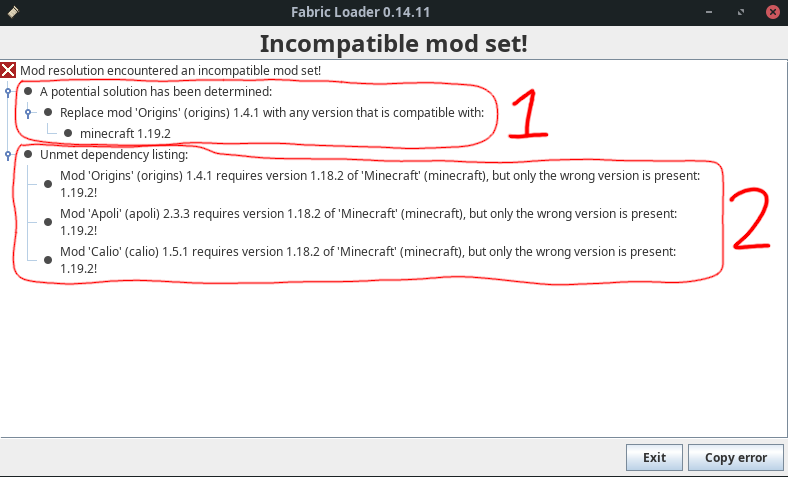 Fabric Loader 0.14.11
Incompatible mod set!
Mod resolution encountered an incompatible mod set!
A potential solution has been determined:
Replace mod 'Origins' (origins) 1.4.1 with any version that is compatible with:
minecraft 1.19.2
1
Unmet dependency listing:
Mod 'Origins' (origins) 1.4.1 requires version 1.18.2 of 'Minecraft' (minecraft), but only the wrong version is present:
1.19.2!
Mod 'Apoli' (apoli) 2.3.3 requires version 1.18.2 of 'Minecraft' (minecraft), but only the wrong version is present:
1.19.2!
Mod 'Calio' (calio) 1.5.1 requires version 1.18.2 of 'Minecraft' (minecraft), but only the wrong version is present:
1.19.2!
2
Exit
Copy error